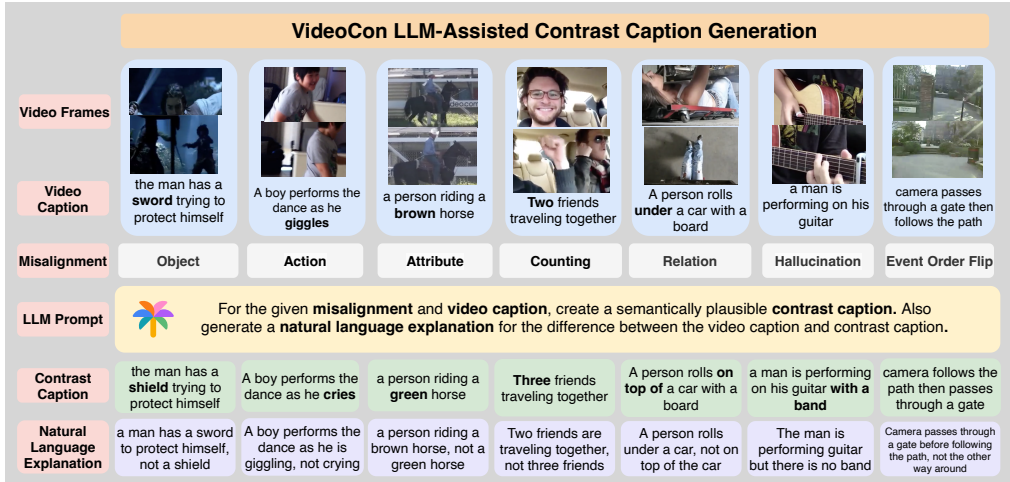 VideoCon LLM-Assisted Contrast Caption Generation
Video Frames
Video
Caption
the man has a
sword trying to
protect himself
A boy performs the
dance as he
giggles
a person riding a
brown horse
Two friends
traveling together
A person rolls
under a car with a
board
a man is
performing on his
guitar
camera passes
through a gate then
follows the path
Misalignment
Object
Action
Attribute
Counting
Relation
Hallucination
Event Order Flip
LLM Prompt
For the given misalignment and video caption, create a semantically plausible contrast caption. Also
generate a natural language explanation for the difference between the video caption and contrast caption.
Contrast
Caption
the man has a
shield trying to
protect himself
A boy performs the
dance as he cries
a person riding a
green horse
Three friends
traveling together
A person rolls on
top of a car with a
board
a man is performing
on his guitar with a
band
camera follows the
path then passes
through a gate
Natural
Language
Explanation
a man has a sword
to protect himself,
not a shield
A boy performs the
dance as he is
giggling, not crying
a person riding a
brown horse, not a
green horse
Two friends are
traveling together,
not three friends
A person rolls
under a car, not on
top of the car
The man is
performing guitar
but there is no band
Camera passes through
a gate before following
the path, not the other
way around